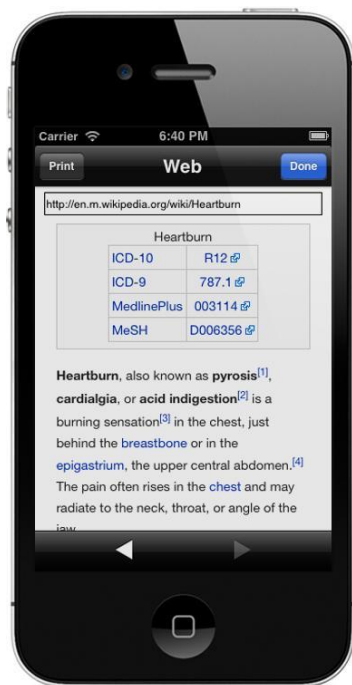 Carrier 6:40 PM
Print Web Done
http://en.m.wikipedia.org/wiki/Heartburn
Heartburn
ICD-10 R12
ICD-9 787.1
MedlinePlus 003114
MeSH D006356
Heartburn, also known as pyrosis[1],
cardialgia, or acid indigestion[2] is a
burning sensation[3] in the chest, just
behind the breastbone or in the
epigastrium, the upper central abdomen.[4]
The pain often rises in the chest and may
radiate to the neck, throat, or angle of the
jaw.